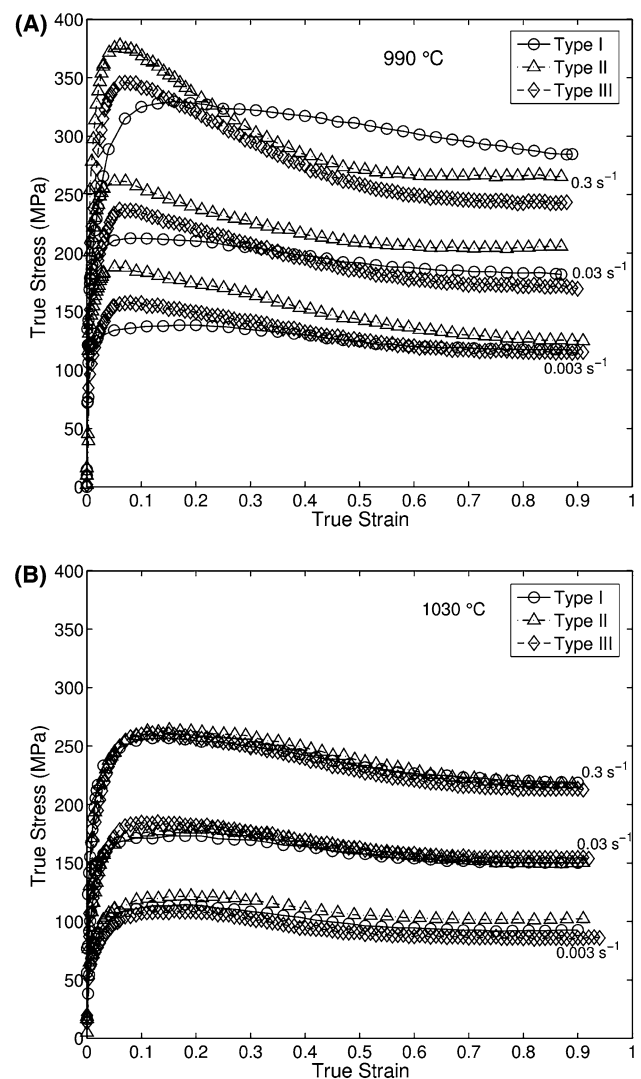 (A)
400
350
300
250
200
150
100
50
0
True Stress (MPa)
990 °C
Type I
Type II
Type III
0.3 s⁻¹
0.03 s⁻¹
0.003 s⁻¹
0 0.1 0.2 0.3 0.4 0.5 0.6 0.7 0.8 0.9 1
True Strain
(B)
400
350
300
250
200
150
100
50
0
True Stress (MPa)
1030 °C
Type I
Type II
Type III
0.3 s⁻¹
0.03 s⁻¹
0.003 s⁻¹
0 0.1 0.2 0.3 0.4 0.5 0.6 0.7 0.8 0.9 1
True Strain